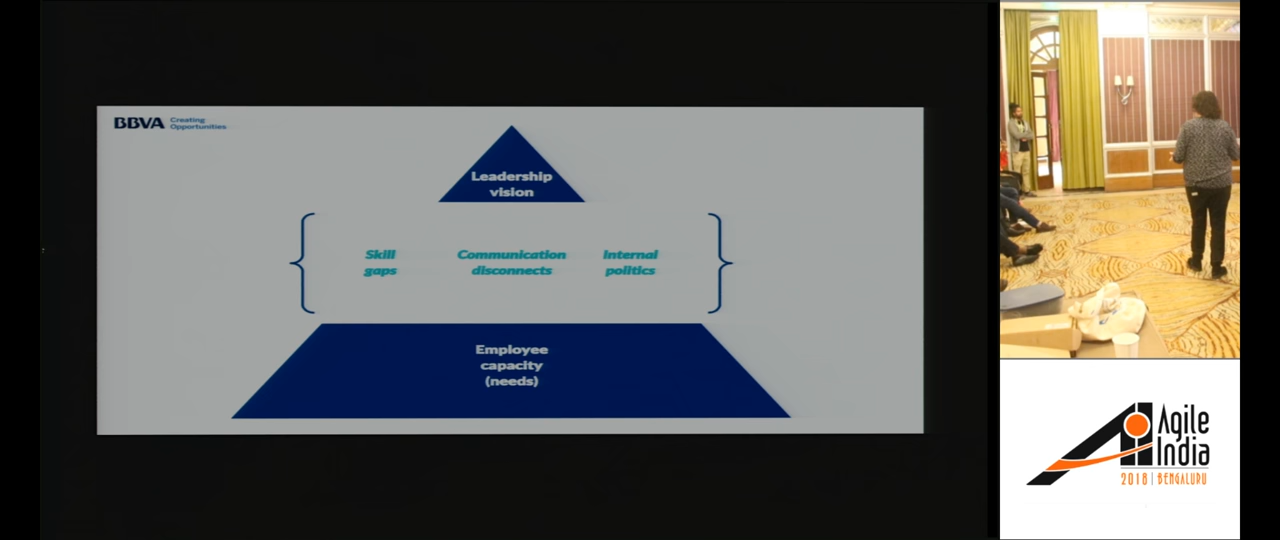 BBVA
Creating
Opportunities
Leadership
vision
Skill
gaps
Communication
disconnects
Internal
politics
Employee
capacity
(needs)
Agile
India
2018 | BENGALURU